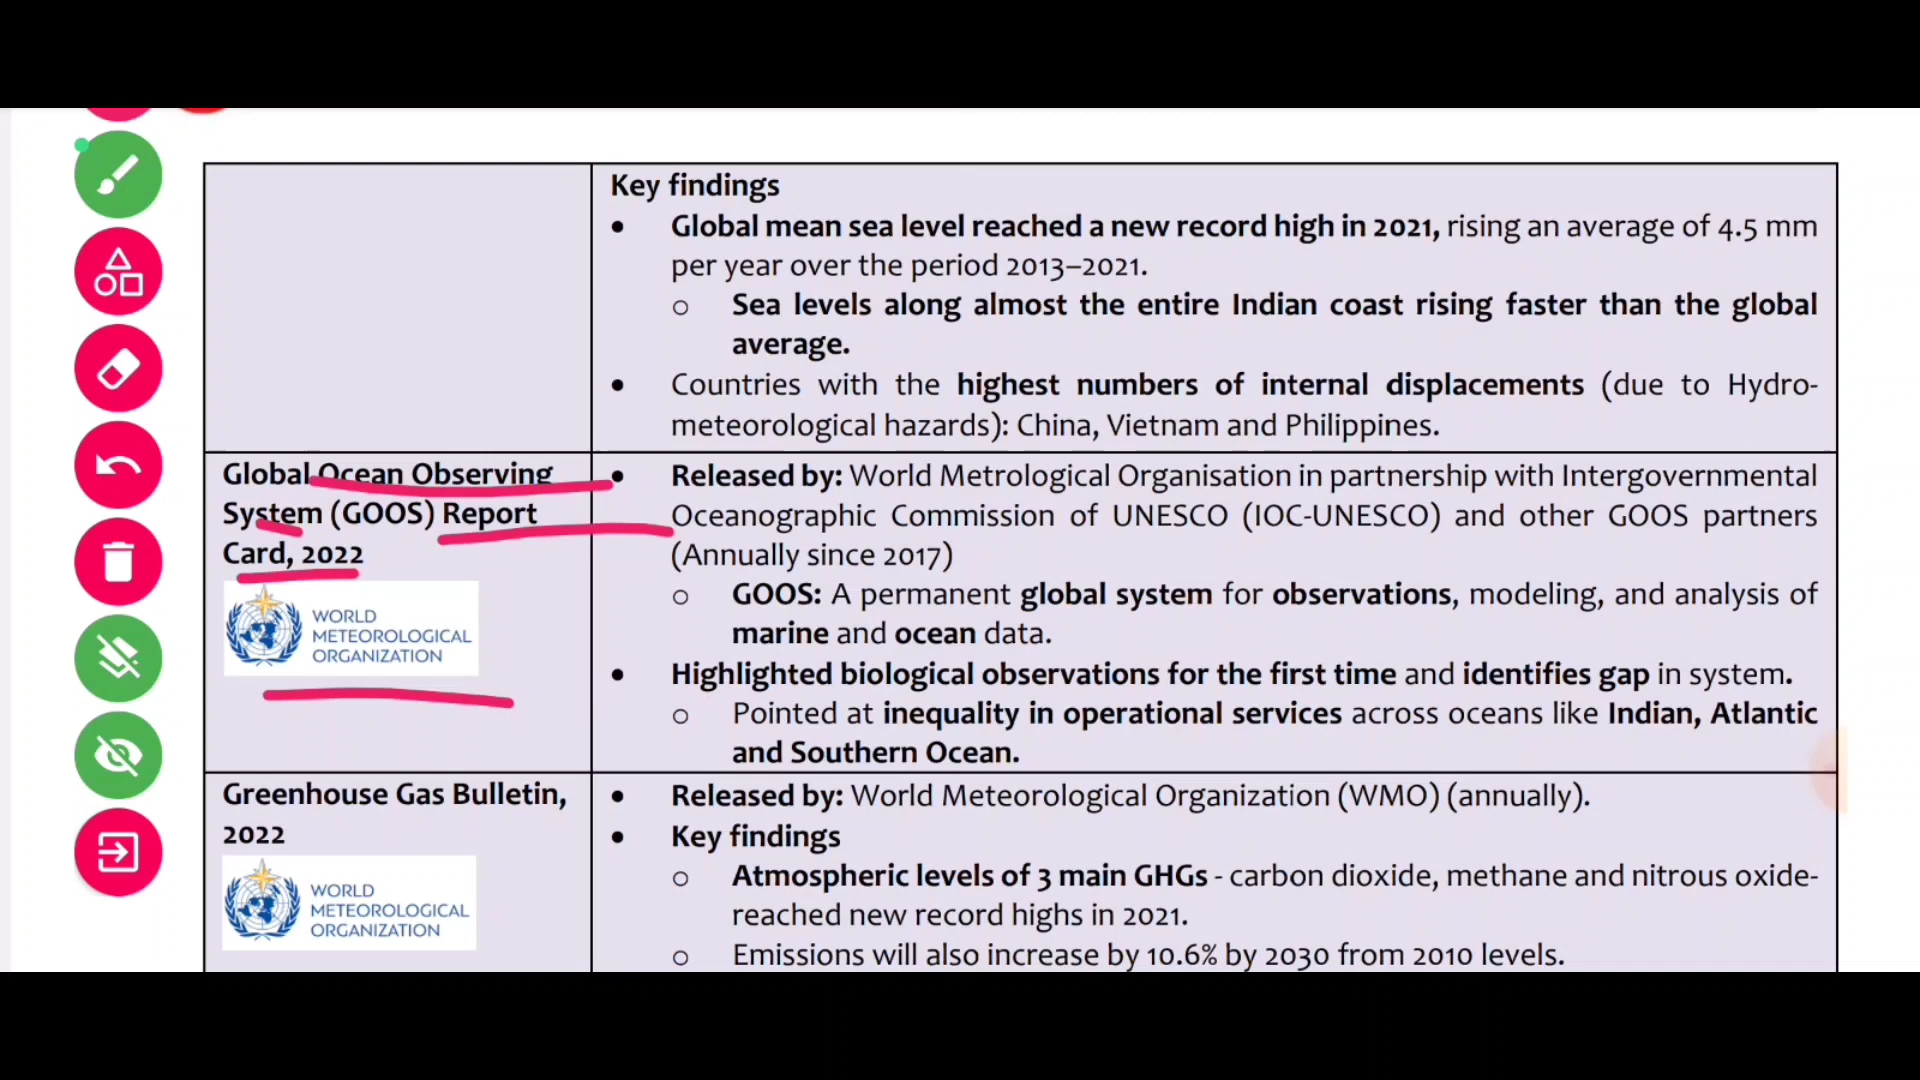 Key findings
• Global mean sea level reached a new record high in 2021, rising an average of 4.5 mm
per year over the period 2013–2021.
o Sea levels along almost the entire Indian coast rising faster than the global
average.
• Countries with the highest numbers of internal displacements (due to Hydro-
meteorological hazards): China, Vietnam and Philippines.
Global Ocean Observing
System (GOOS) Report
Card, 2022
WORLD
METEOROLOGICAL
ORGANIZATION
• Released by: World Metrological Organisation in partnership with Intergovernmental
Oceanographic Commission of UNESCO (IOC-UNESCO) and other GOOS partners
(Annually since 2017)
o GOOS: A permanent global system for observations, modeling, and analysis of
marine and ocean data.
• Highlighted biological observations for the first time and identifies gap in system.
o Pointed at inequality in operational services across oceans like Indian, Atlantic
and Southern Ocean.
Greenhouse Gas Bulletin,
2022
WORLD
METEOROLOGICAL
ORGANIZATION
• Released by: World Meteorological Organization (WMO) (annually).
• Key findings
o Atmospheric levels of 3 main GHGs - carbon dioxide, methane and nitrous oxide-
reached new record highs in 2021.
o Emissions will also increase by 10.6% by 2030 from 2010 levels.